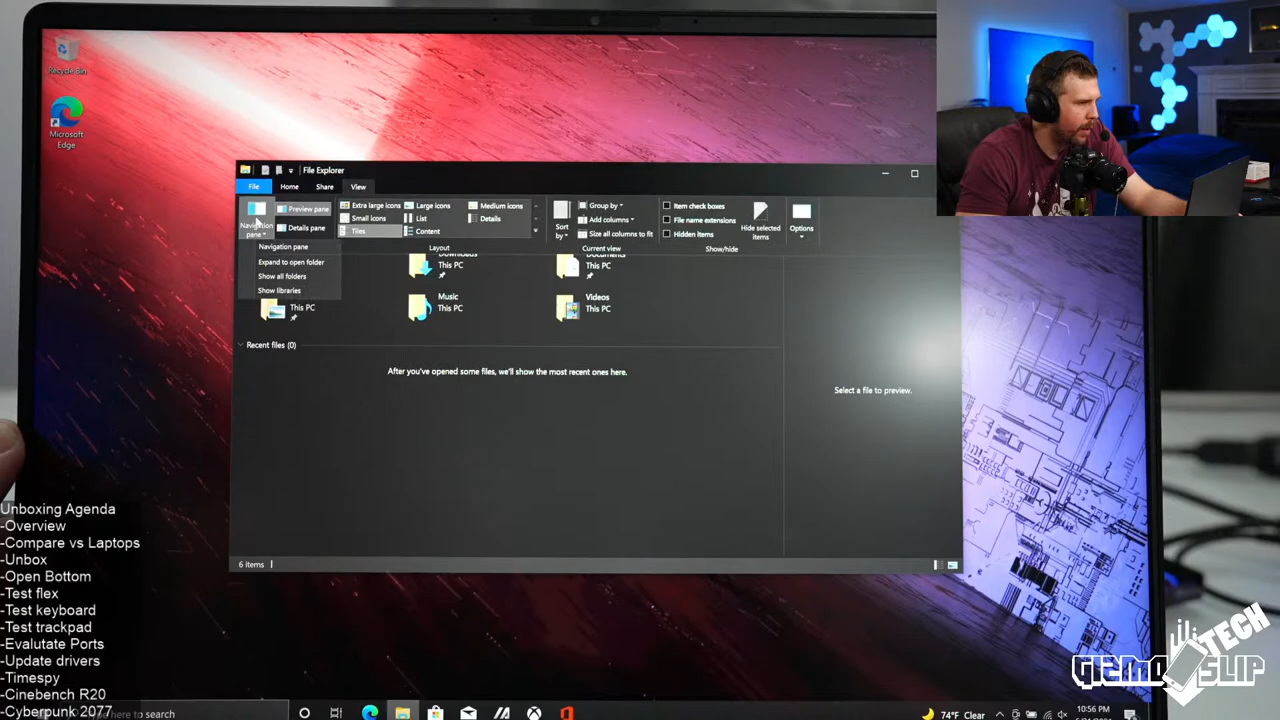 Recycle Bin
Microsoft
Edge
File Explorer
File
Home
Share
View
Navigation
pane
Preview pane
Details pane
Extra large icons
Large icons
Medium icons
Small icons
List
Details
Tiles
Content
Layout
Sort
by
Group by
Add columns
Size all columns to fit
Current view
Item check boxes
File name extensions
Hidden items
Hide selected
items
Show/hide
Options
Navigation pane
Expand to open folder
Show all folders
Show libraries
Downloads
This PC
Documents
This PC
This PC
Music
This PC
Videos
This PC
Recent files (0)
After you've opened some files, we'll show the most recent ones here.
Select a file to preview.
6 items
Unboxing Agenda
-Overview
-Compare vs Laptops
-Unbox
-Open Bottom
-Test flex
-Test keyboard
-Test trackpad
-Evalutate Ports
-Update drivers
-Timespy
-Cinebench R20
-Cyberpunk 2077
here to search
74°F Clear
10:56 PM
GIZMO SLIP
TECH